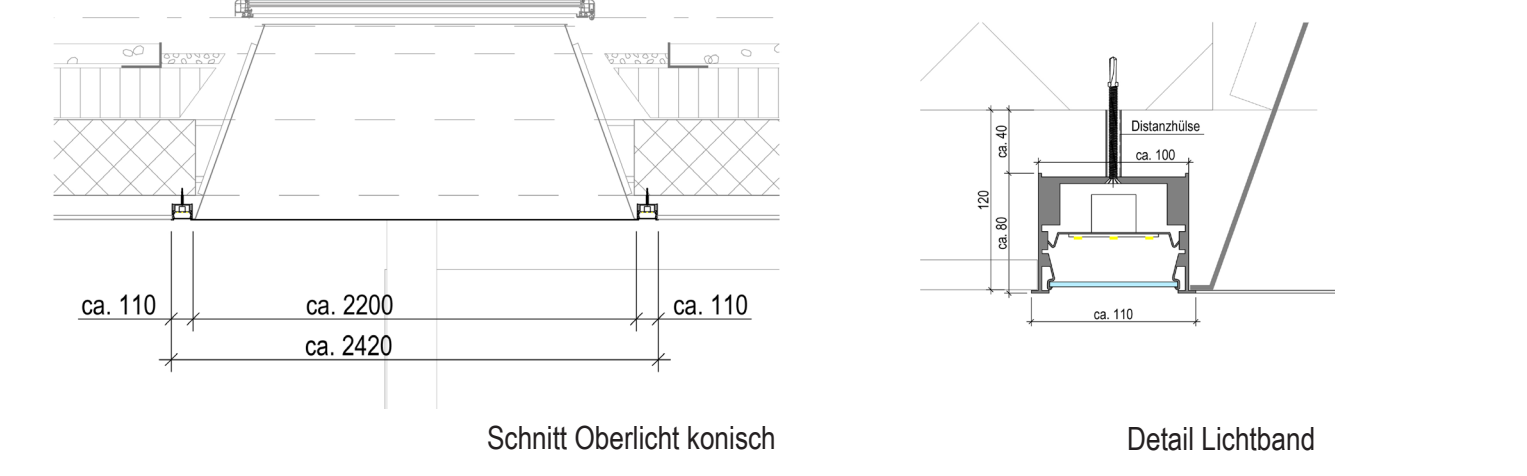 ca. 110
ca. 2200
ca. 110
ca. 2420
Schnitt Oberlicht konisch
Distanzhülse
ca. 100
ca. 40
120
ca. 80
ca. 110
Detail Lichtband